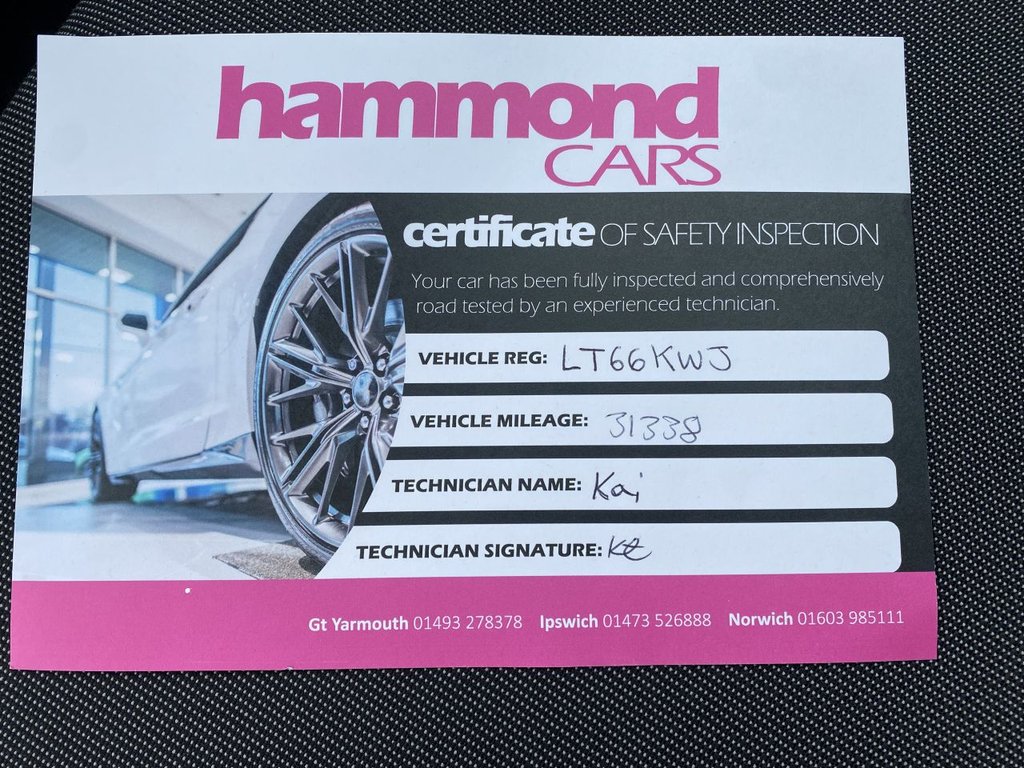 hammond
CARS
certificate OF SAFETY INSPECTION
Your car has been fully inspected and comprehensively
road tested by an experienced technician.
VEHICLE REG: LT66KWJ
VEHICLE MILEAGE: 31338
TECHNICIAN NAME: Kai
TECHNICIAN SIGNATURE:
Gt Yarmouth 01493 278378 Ipswich 01473 526888 Norwich 01603 985111